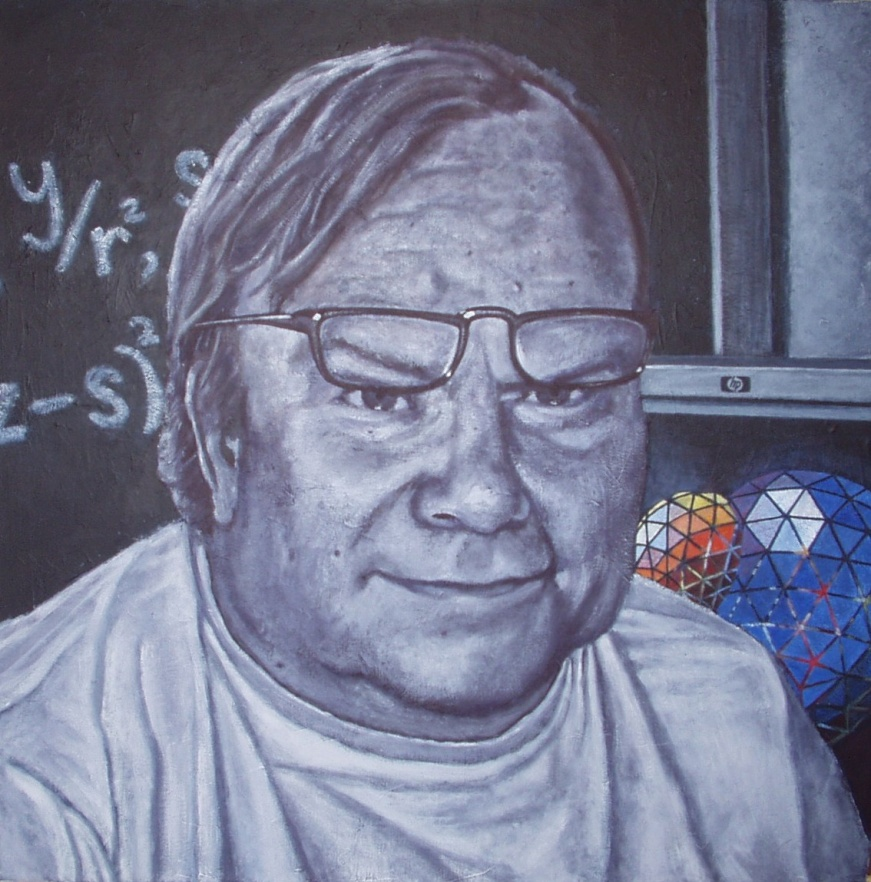 y/r², s
z-s)²
hp